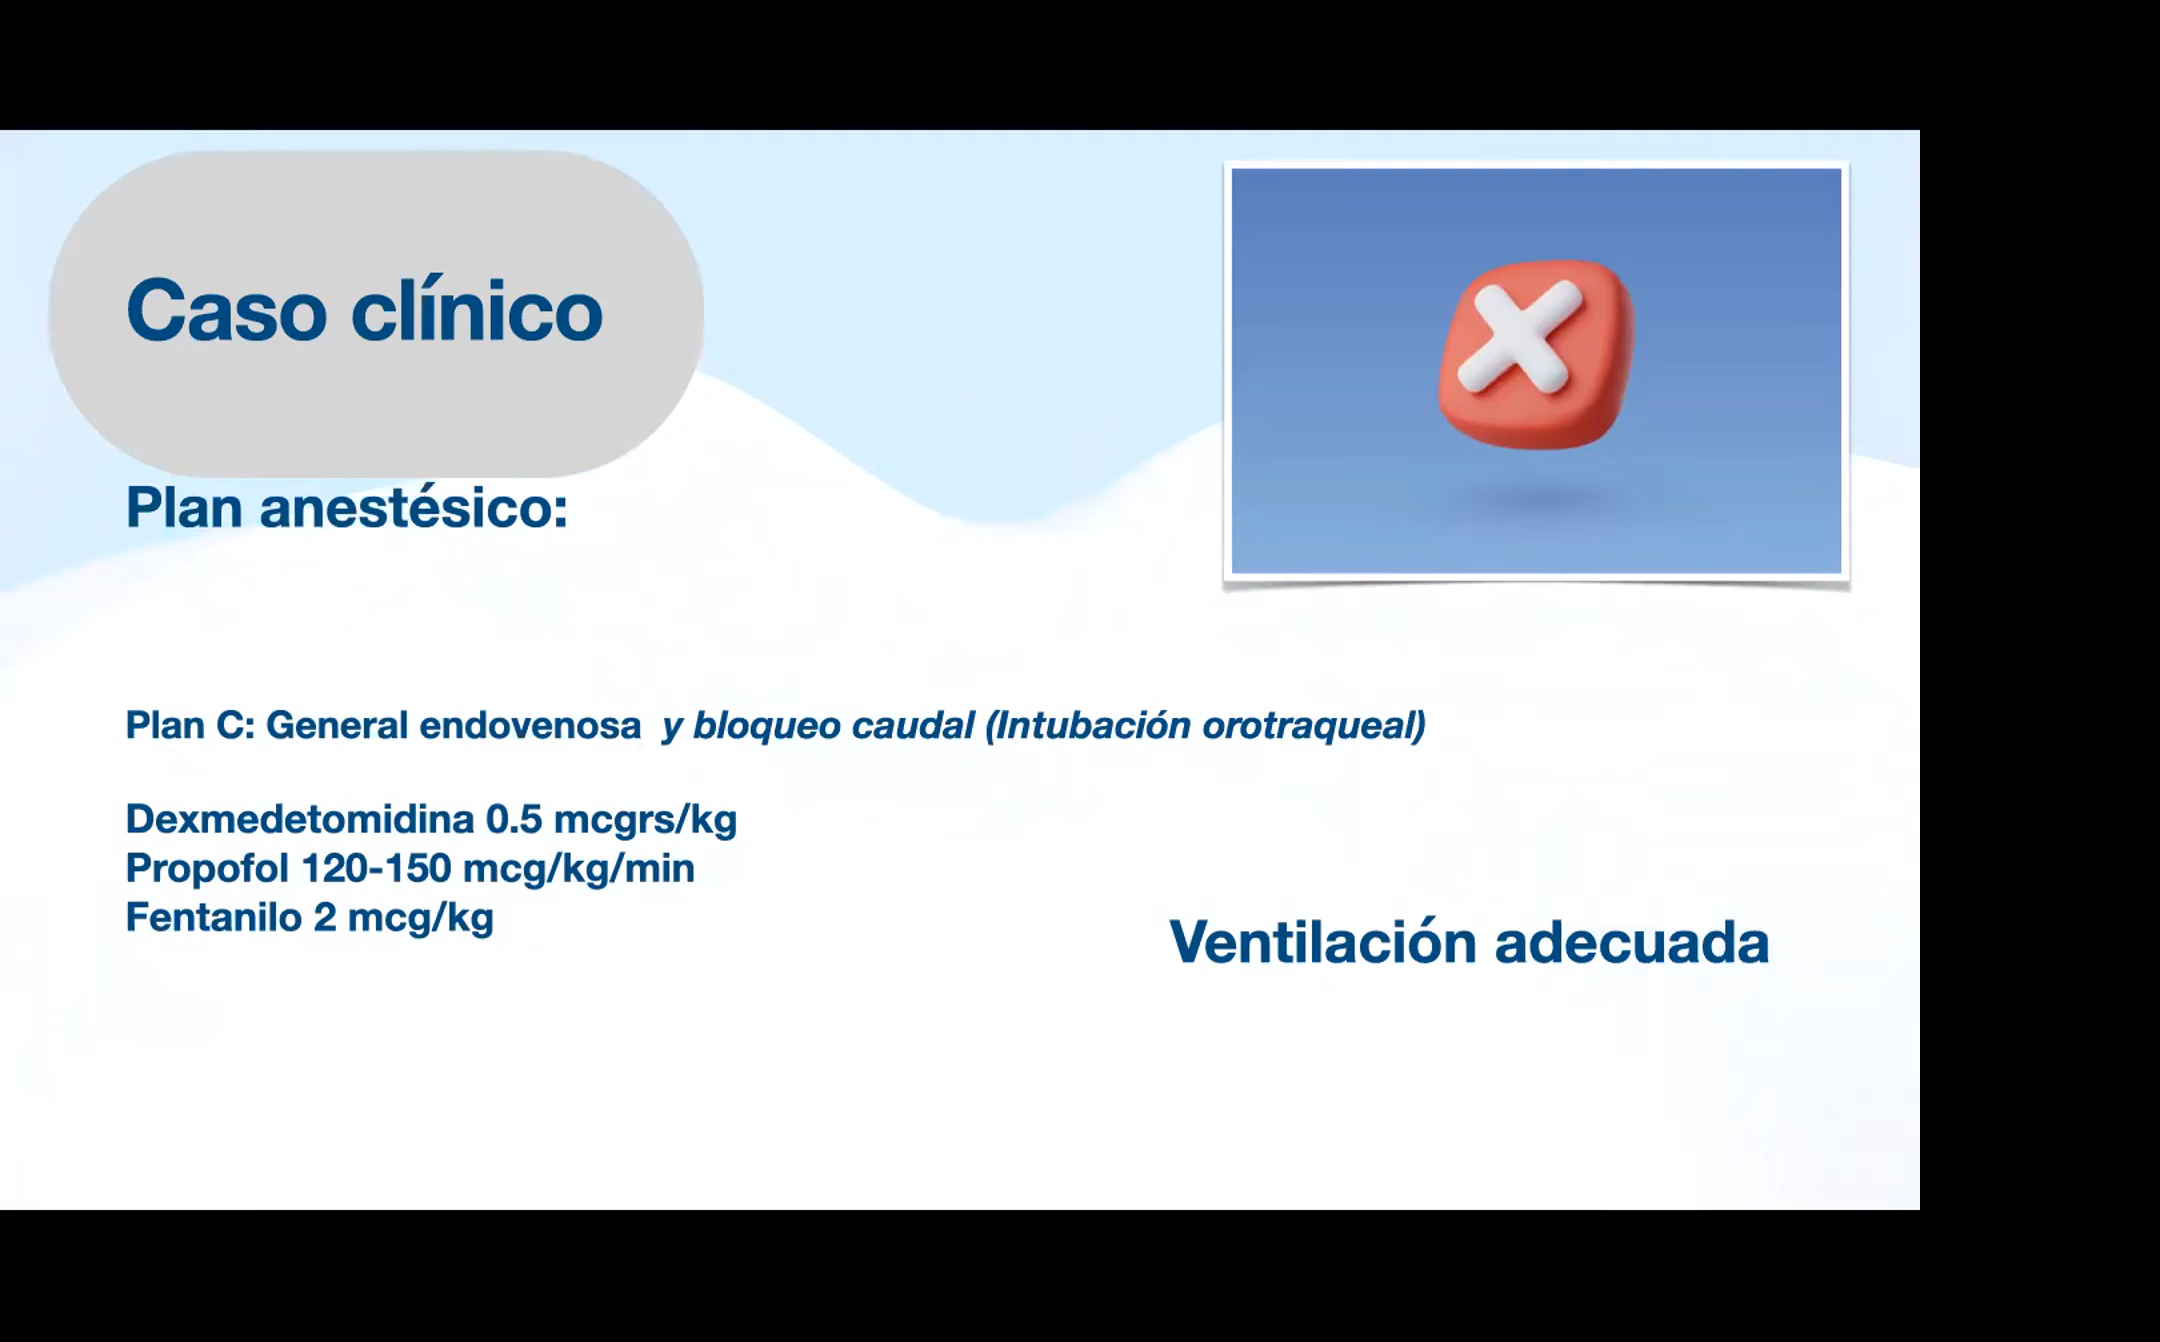 Caso clínico
Plan anestésico:
Plan C: General endovenosa y bloqueo caudal (Intubación orotraqueal)
Dexmedetomidina 0.5 mcgrs/kg
Propofol 120-150 mcg/kg/min
Fentanilo 2 mcg/kg
Ventilación adecuada